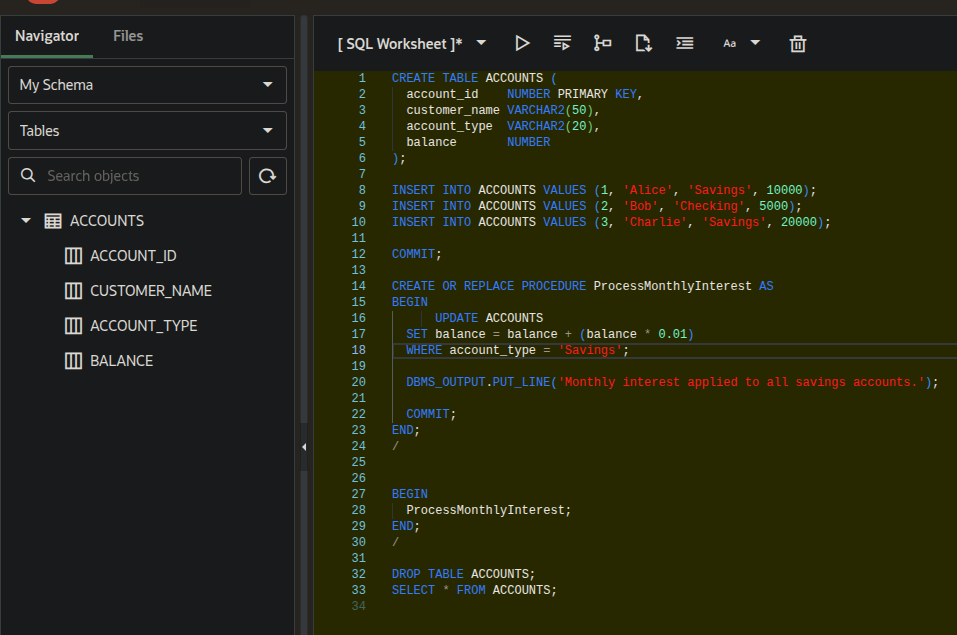 Navigator Files
My Schema
Tables
Search objects
ACCOUNTS
ACCOUNT_ID
CUSTOMER_NAME
ACCOUNT_TYPE
BALANCE
[ SQL Worksheet ]* Aa
1 CREATE TABLE ACCOUNTS (
2   account_id    NUMBER PRIMARY KEY,
3   customer_name VARCHAR2(50),
4   account_type  VARCHAR2(20),
5   balance       NUMBER
6 );
7
8 INSERT INTO ACCOUNTS VALUES (1, 'Alice', 'Savings', 10000);
9 INSERT INTO ACCOUNTS VALUES (2, 'Bob', 'Checking', 5000);
10 INSERT INTO ACCOUNTS VALUES (3, 'Charlie', 'Savings', 20000);
11
12 COMMIT;
13
14 CREATE OR REPLACE PROCEDURE ProcessMonthlyInterest AS
15 BEGIN
16       UPDATE ACCOUNTS
17   SET balance = balance + (balance * 0.01)
18   WHERE account_type = 'Savings';
19
20   DBMS_OUTPUT.PUT_LINE('Monthly interest applied to all savings accounts.');
21
22   COMMIT;
23 END;
24 /
25
26
27 BEGIN
28   ProcessMonthlyInterest;
29 END;
30 /
31
32 DROP TABLE ACCOUNTS;
33 SELECT * FROM ACCOUNTS;
34